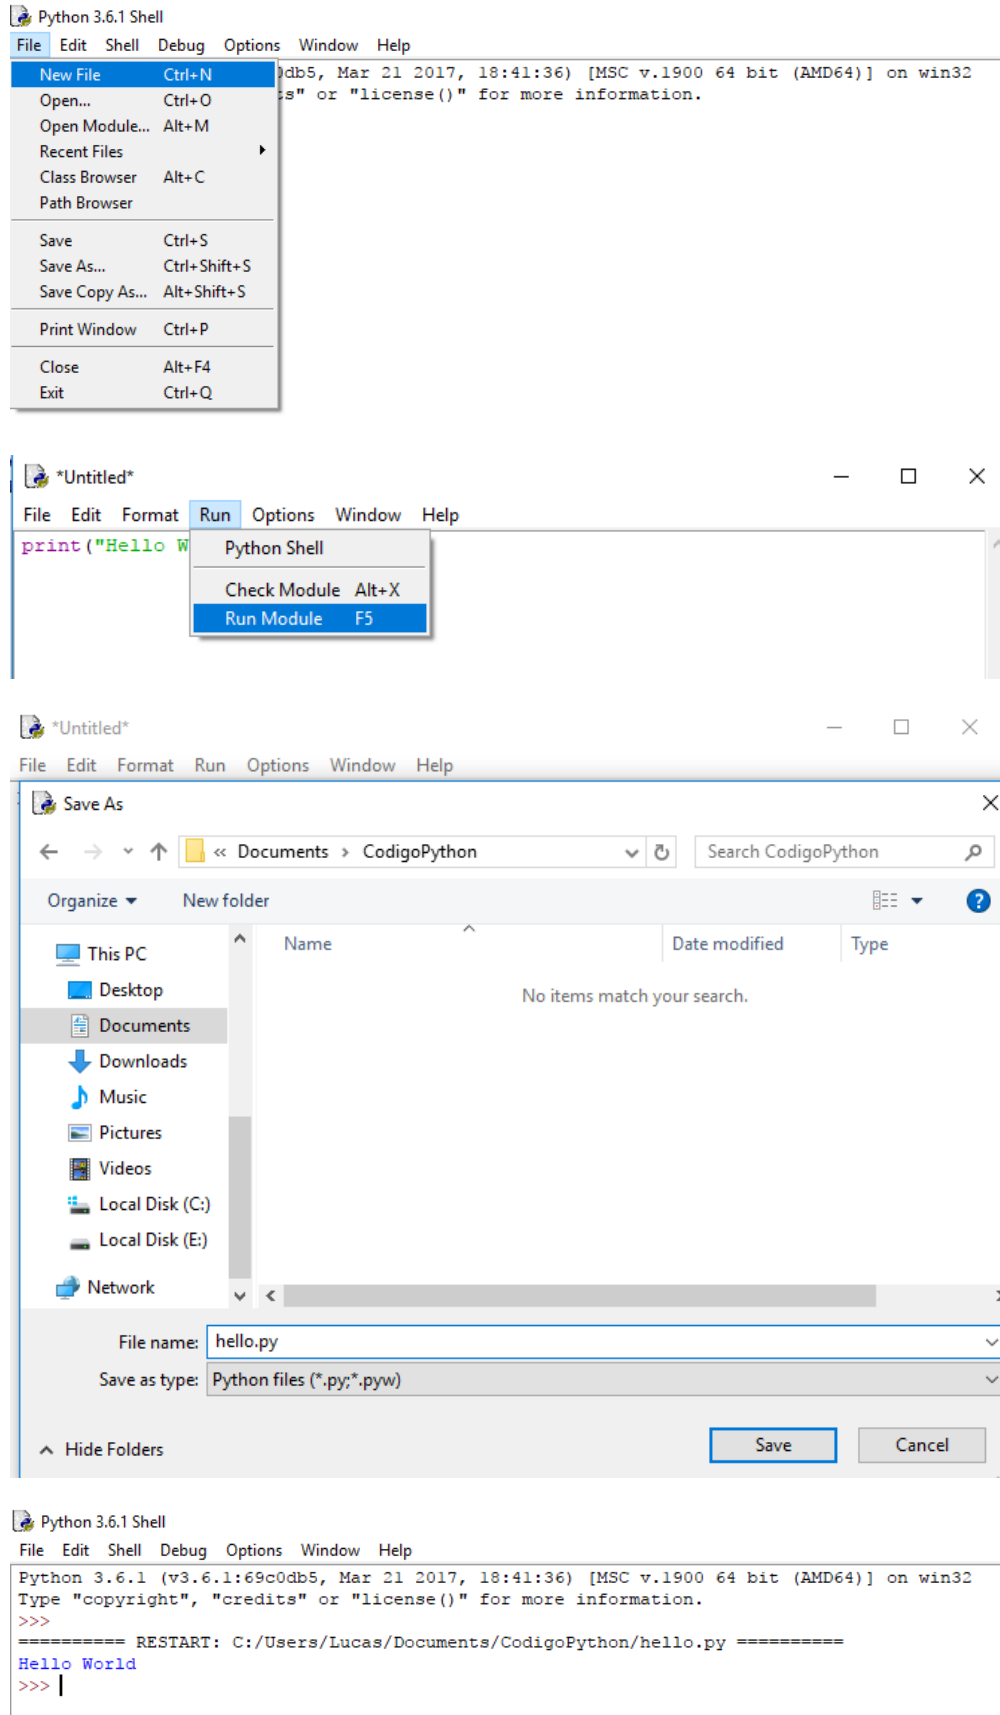 Python 3.6.1 Shell
File Edit Shell Debug Options Window Help
0db5, Mar 21 2017, 18:41:36) [MSC v.1900 64 bit (AMD64)] on win32
New File Ctrl+N
ts" or "license()" for more information.
Open... Ctrl+O
Open Module... Alt+M
Recent Files
Class Browser Alt+C
Path Browser
Save Ctrl+S
Save As... Ctrl+Shift+S
Save Copy As... Alt+Shift+S
Print Window Ctrl+P
Close Alt+F4
Exit Ctrl+Q
*Untitled*
File Edit Format Run Options Window Help
print("Hello W
Python Shell
Check Module Alt+X
Run Module F5
*Untitled*
File Edit Format Run Options Window Help
Save As
« Documents › CodigoPython
Search CodigoPython
Organize New folder
Name Date modified Type
No items match your search.
This PC
Desktop
Documents
Downloads
Music
Pictures
Videos
Local Disk (C:)
Local Disk (E:)
Network
File name: hello.py
Save as type: Python files (*.py;*.pyw)
Hide Folders Save Cancel
Python 3.6.1 Shell
File Edit Shell Debug Options Window Help
Python 3.6.1 (v3.6.1:69c0db5, Mar 21 2017, 18:41:36) [MSC v.1900 64 bit (AMD64)] on win32
Type "copyright", "credits" or "license()" for more information.
>>>
========== RESTART: C:/Users/Lucas/Documents/CodigoPython/hello.py ==========
Hello World
>>>